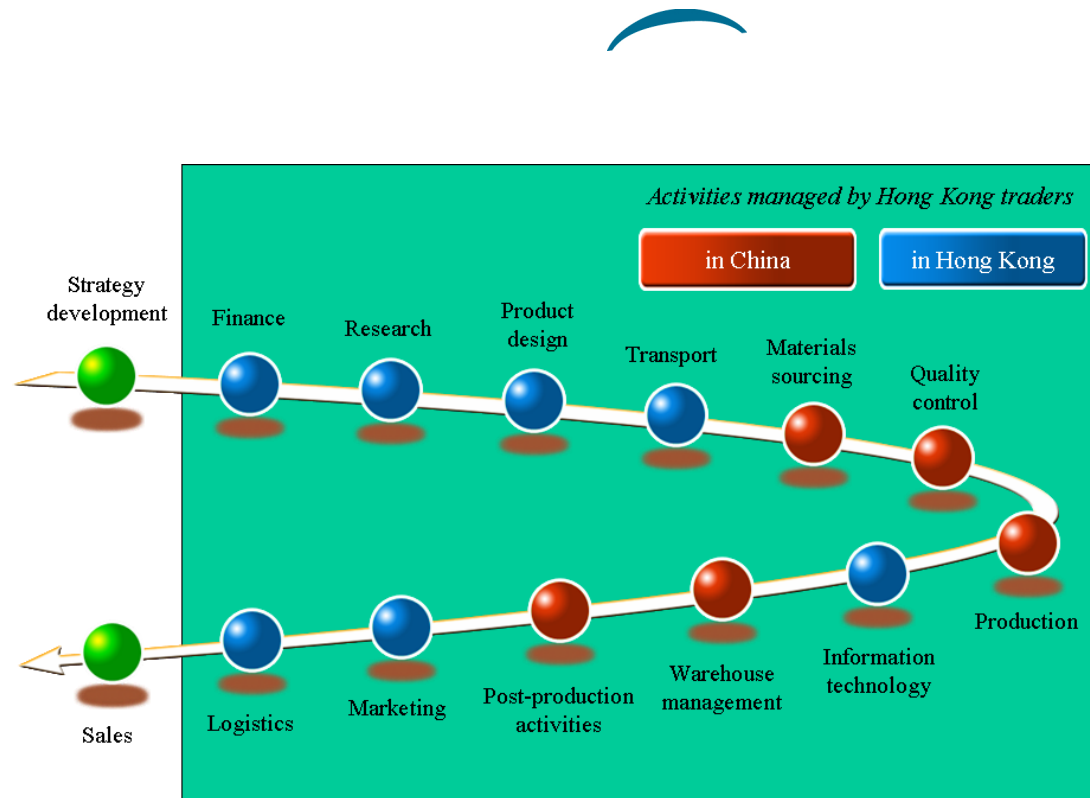 Activities managed by Hong Kong traders
in China
in Hong Kong
Strategy
development
Finance
Research
Product
design
Transport
Materials
sourcing
Quality
control
Production
Information
technology
Warehouse
management
Post-production
activities
Marketing
Logistics
Sales